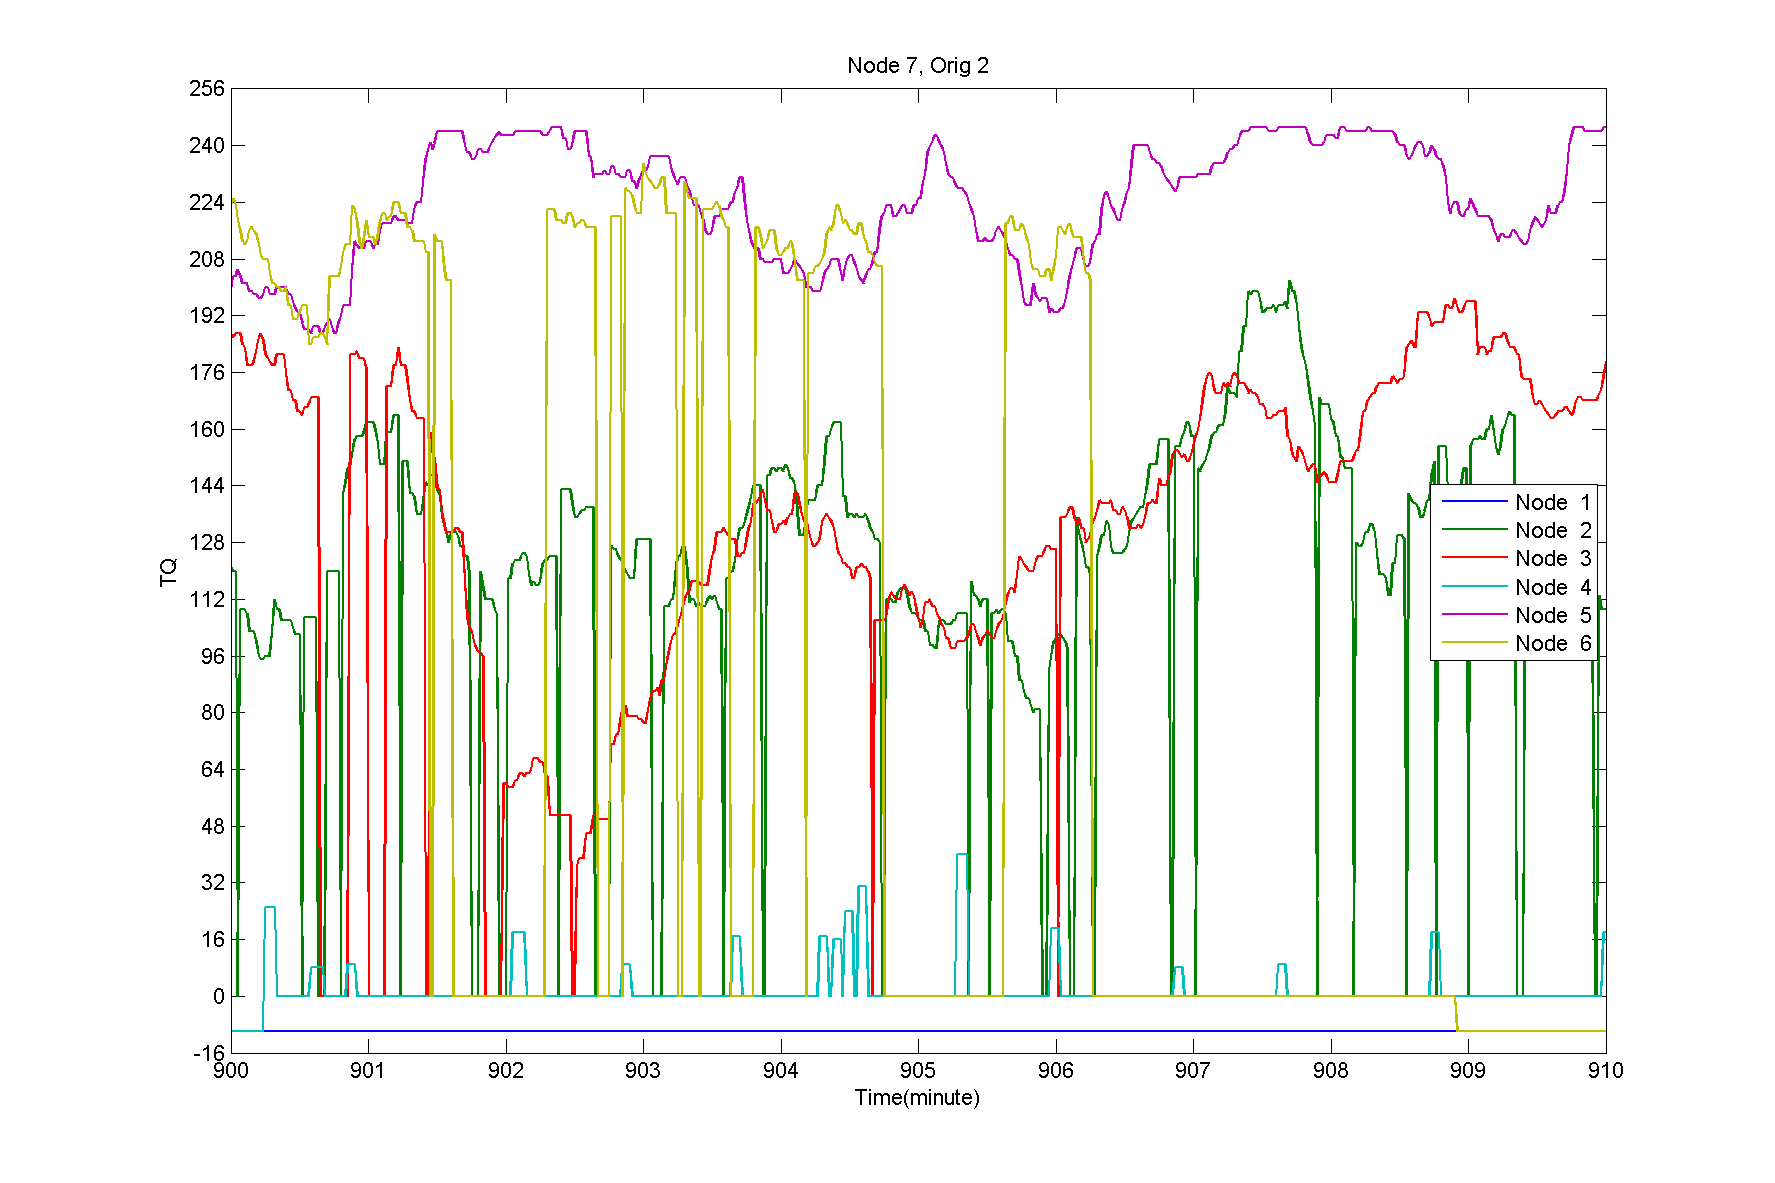 Node 7, Orig 2
256
240
224
208
192
176
160
144
128
112
96
80
64
48
32
16
0
-16
TQ
Node 1
Node 2
Node 3
Node 4
Node 5
Node 6
900 901 902 903 904 905 906 907 908 909 910
Time(minute)